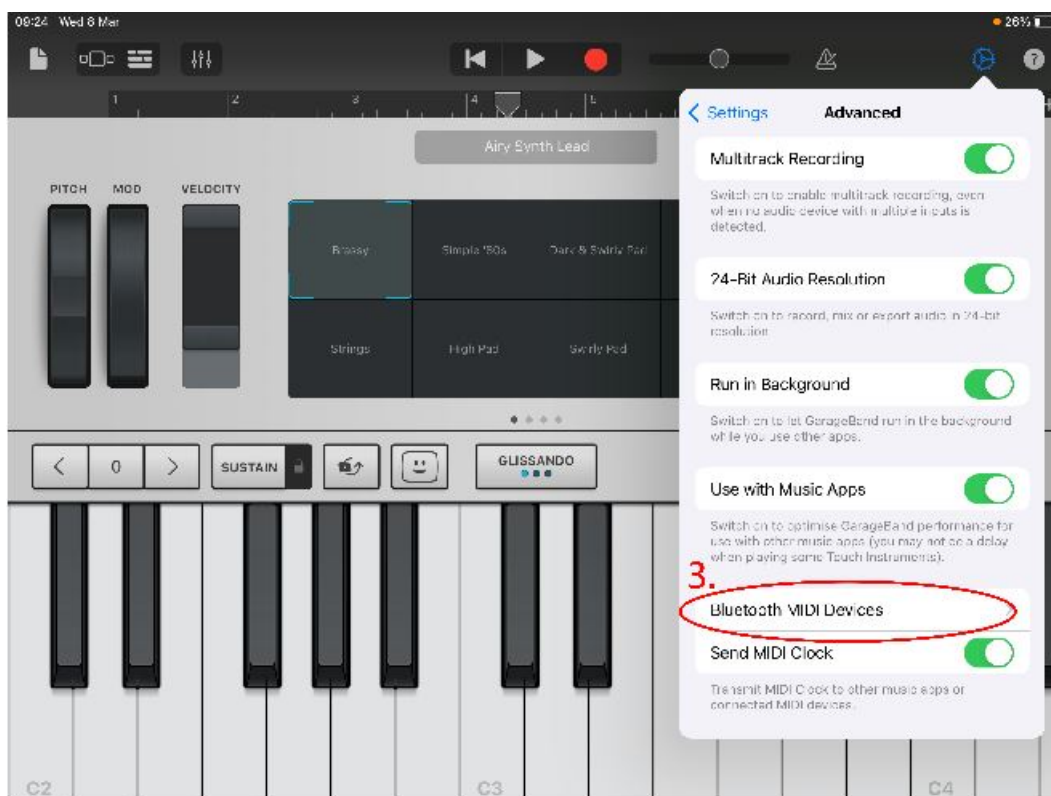 09:24 Wed 8 Mar
26%
?
1 2 3 4 5
Settings Advanced
Airy Synth Lead
Multitrack Recording
Switch on to enable multitrack recording, even
when no audio device with multiple inputs is
detected.
PITCH MOD VELOCITY
Brassy Simple '80s Dark & Swirly Pad
24-Bit Audio Resolution
Switch on to record, mix or export audio in 24-bit
resolution
Strings High Pad Swirly Pad
Run in Background
Switch on to let GarageBand run in the background
while you use other apps.
0 SUSTAIN GLISSANDO
Use with Music Apps
Switch on to optimise GarageBand performance for
use with other music apps (you may notice a delay
when playing some Touch Instruments).
3.
Bluetooth MIDI Devices
Send MIDI Clock
Transmit MIDI Clock to other music apps or
connected MIDI devices.
C2 C3 C4